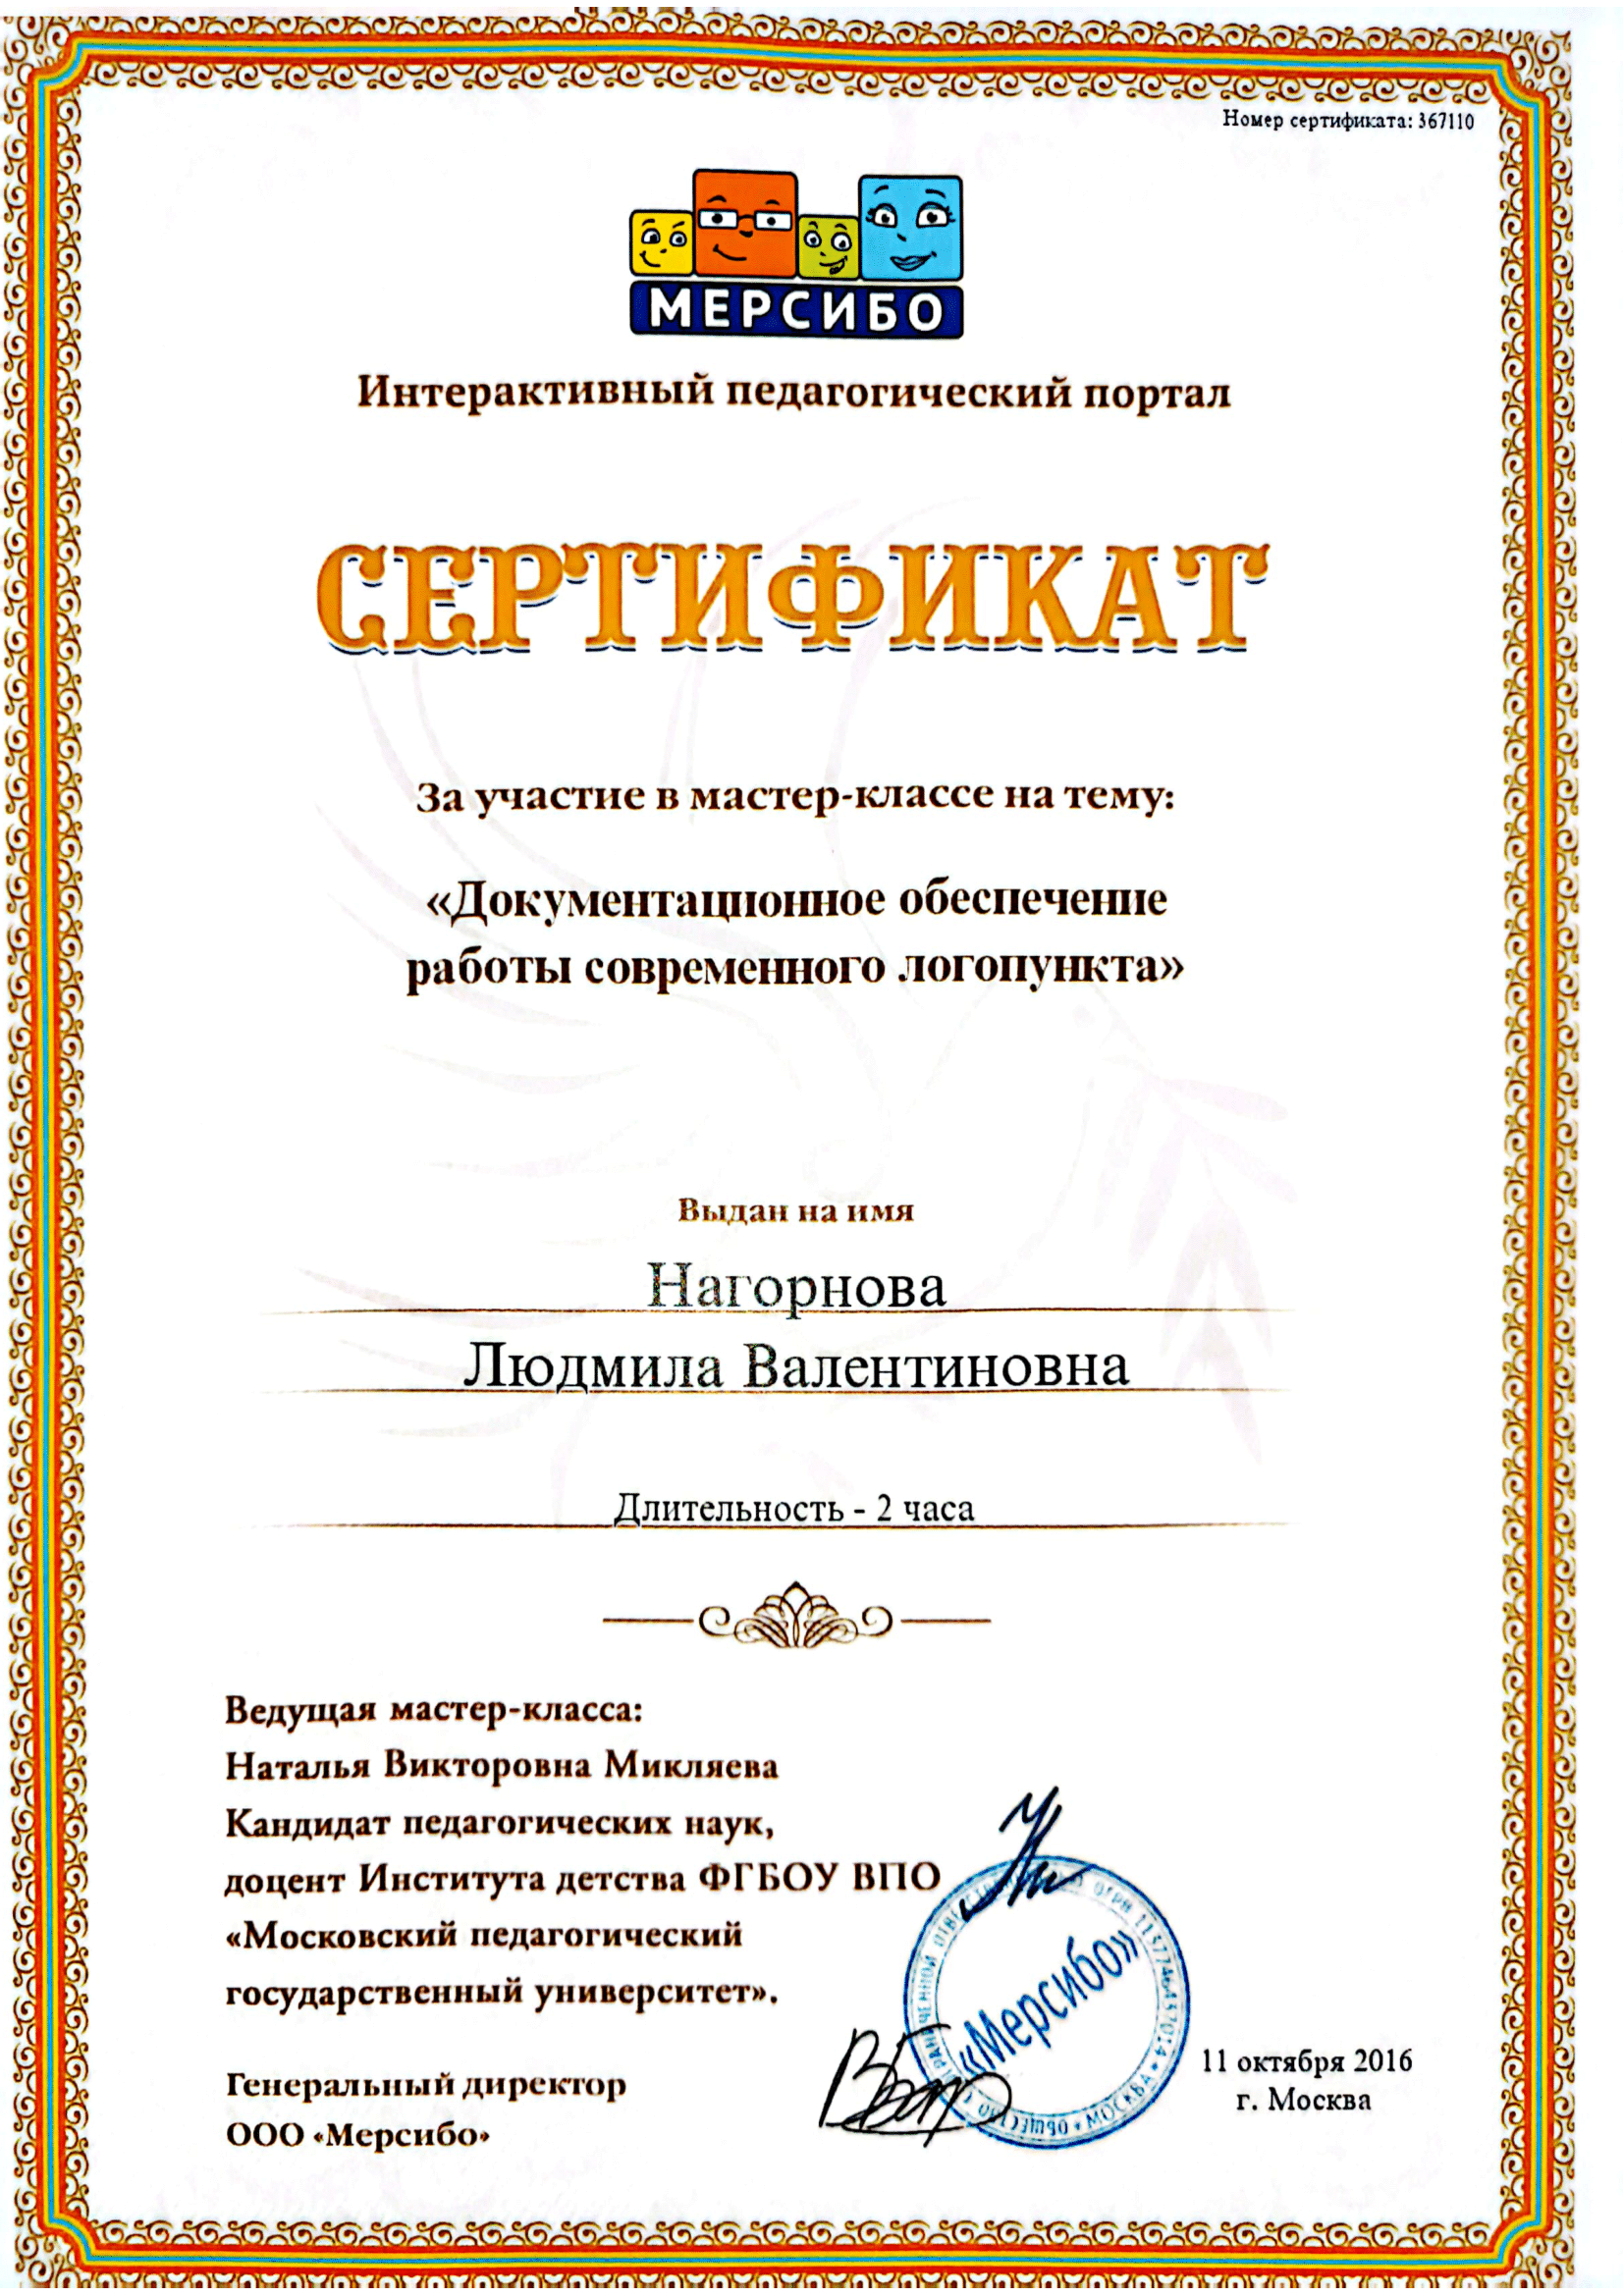 Номер сертификата: 367110
МЕРСИБО
Интерактивный педагогический портал
СЕРТИФИКАТ
За участие в мастер-классе на тему:
«Документационное обеспечение
работы современного логопункта»
Выдан на имя
Нагорнова
Людмила Валентиновна
Длительность - 2 часа
Ведущая мастер-класса:
Наталья Викторовна Микляева
Кандидат педагогических наук,
доцент Института детства ФГБОУ ВПО
«Московский педагогический
государственный университет».
«Мерсибо»
МОСКВА
11 октября 2016
г. Москва
Генеральный директор
ООО «Мерсибо»